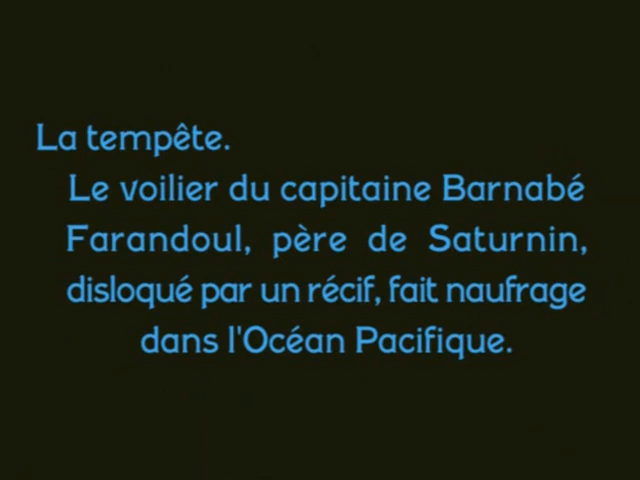 La tempête.
Le voilier du capitaine Barnabé
Farandoul, père de Saturnin,
disloqué par un récif, fait naufrage
dans l'Océan Pacifique.